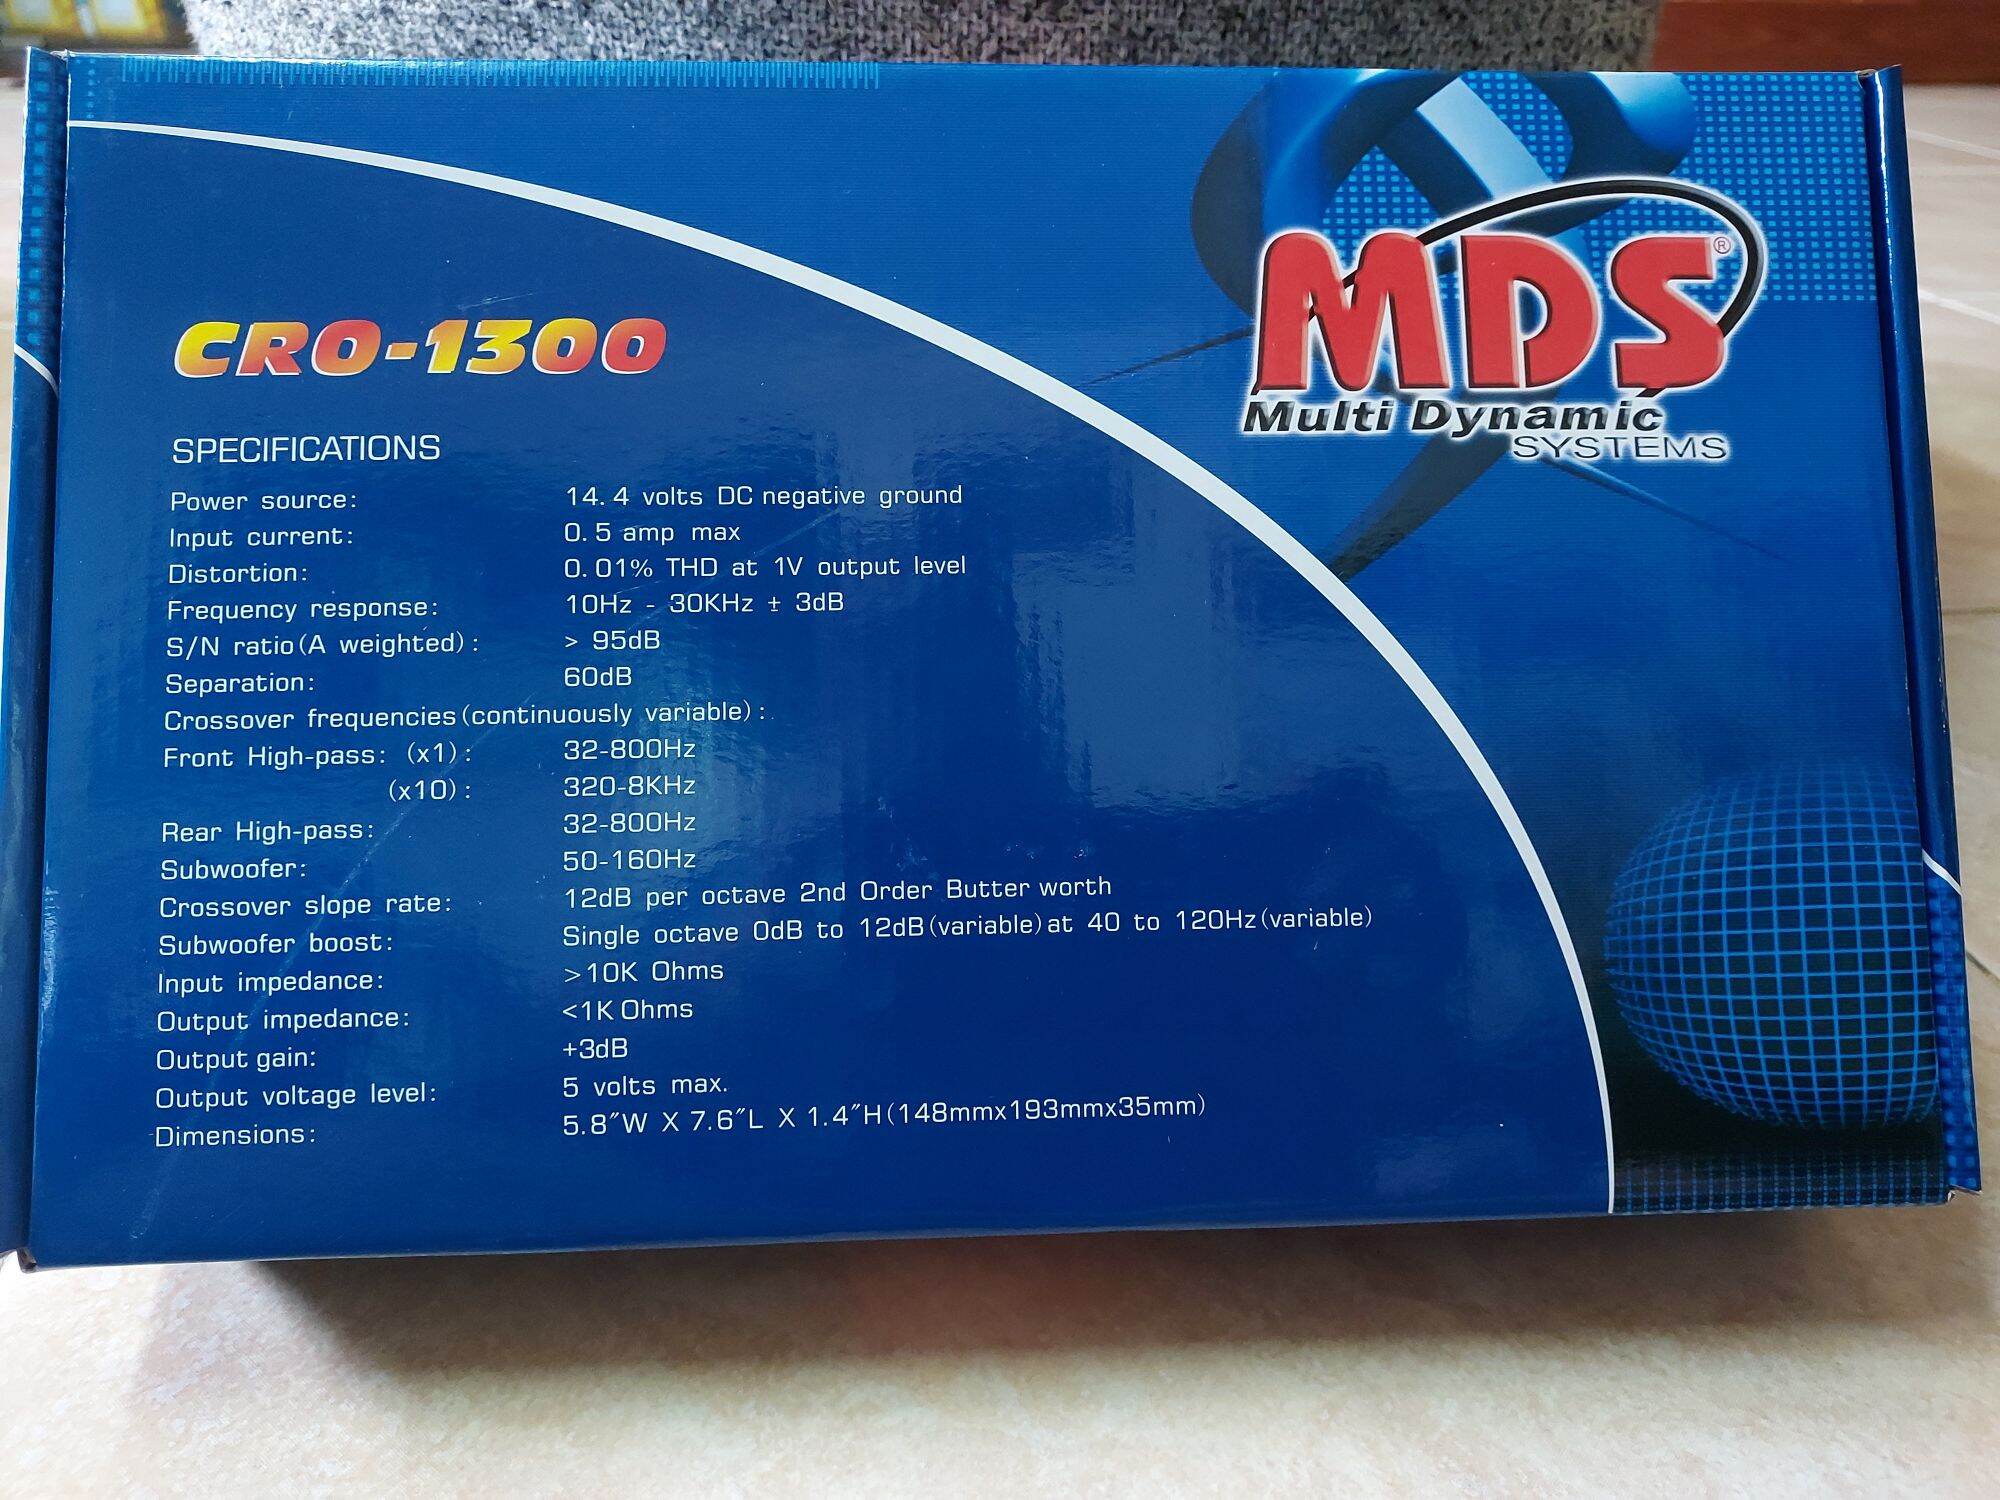 MDS®
Multi Dynamic
SYSTEMS
CRO-1300
SPECIFICATIONS
Power source: 14.4 volts DC negative ground
Input current: 0.5 amp max
Distortion: 0.01% THD at 1V output level
Frequency response: 10Hz - 30KHz ± 3dB
S/N ratio(A weighted): > 95dB
Separation: 60dB
Crossover frequencies(continuously variable):
Front High-pass: (x1): 32-800Hz
(x10): 320-8KHz
Rear High-pass: 32-800Hz
Subwoofer: 50-160Hz
Crossover slope rate: 12dB per octave 2nd Order Butter worth
Subwoofer boost: Single octave 0dB to 12dB(variable)at 40 to 120Hz(variable)
Input impedance: >10K Ohms
Output impedance: <1K Ohms
Output gain: +3dB
Output voltage level: 5 volts max.
Dimensions: 5.8"W X 7.6"L X 1.4"H(148mmx193mmx35mm)